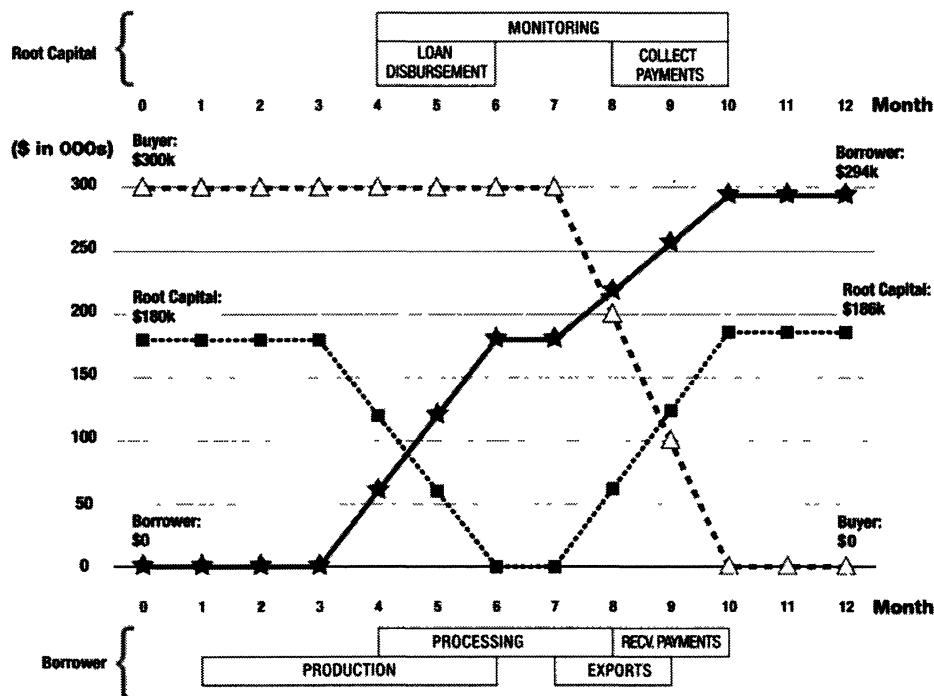 Root Capital
MONITORING
LOAN
DISBURSEMENT
COLLECT
PAYMENTS
0 1 2 3 4 5 6 7 8 9 10 11 12 Month
($ in 000s)
Buyer:
$300k
Borrower:
$294k
300
250
Root Capital:
$180k
Root Capital:
$186k
200
150
100
50
Borrower:
$0
Buyer:
$0
0
0 1 2 3 4 5 6 7 8 9 10 11 12 Month
Borrower
PROCESSING
RECV. PAYMENTS
PRODUCTION
EXPORTS